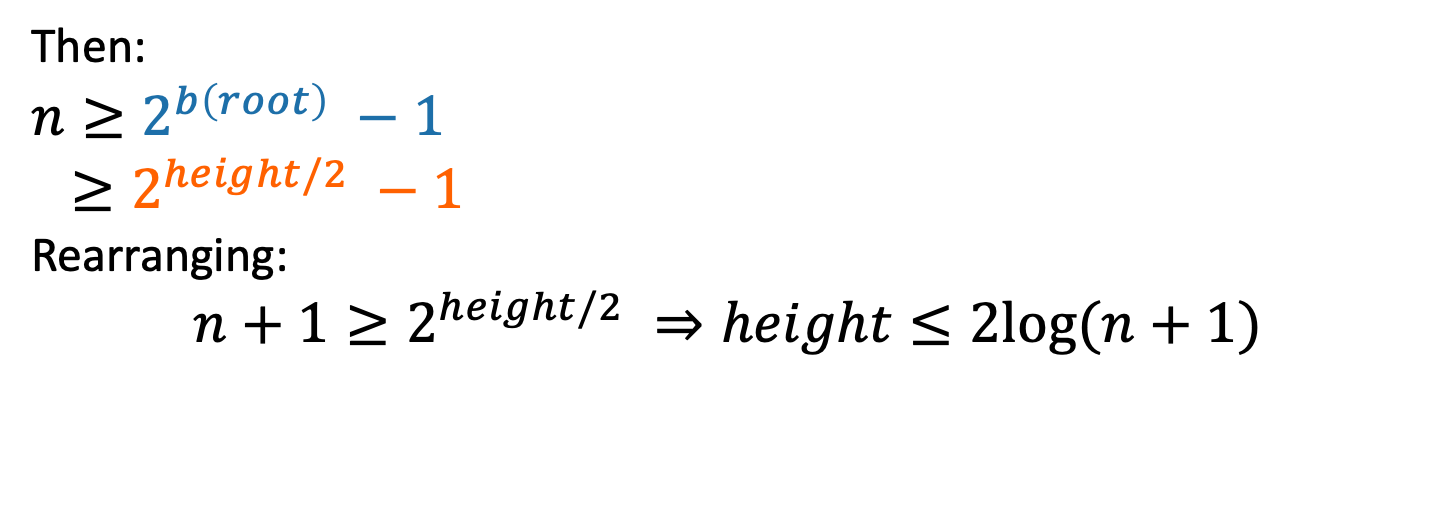 Then:
n ≥ 2^{b(root)} − 1
≥ 2^{height/2} − 1
Rearranging:
n + 1 ≥ 2^{height/2} ⇒ height ≤ 2log(n + 1)